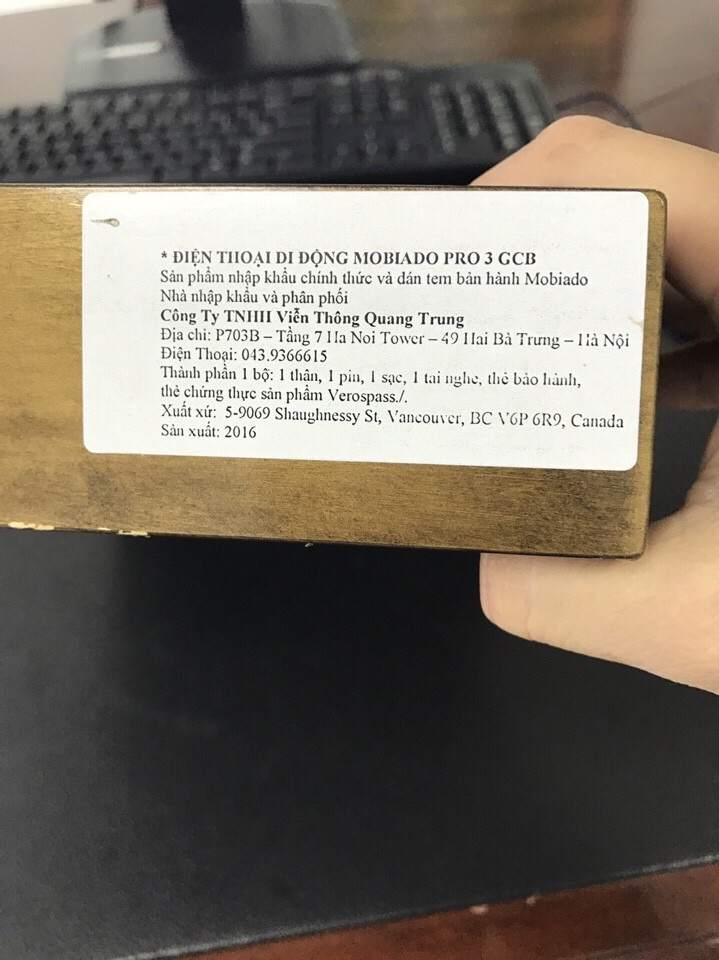 * ĐIỆN THOẠI DI ĐỘNG MOBIADO PRO 3 GCB
Sản phẩm nhập khẩu chính thức và dán tem bản hành Mobiado
Nhà nhập khẩu và phân phối
Công Ty TNHH Viễn Thông Quang Trung
Địa chỉ: P703B – Tầng 7 Ha Noi Tower – 49 Hai Bà Trưng – Hà Nội
Điện Thoại: 043.9366615
Thành phần 1 bộ: 1 thân, 1 pin, 1 sạc, 1 tai nghe, thẻ bảo hành,
thẻ chứng thực sản phẩm Verospass./.
Xuất xứ: 5-9069 Shaughnessy St, Vancouver, BC V6P 6R9, Canada
Sản xuất: 2016